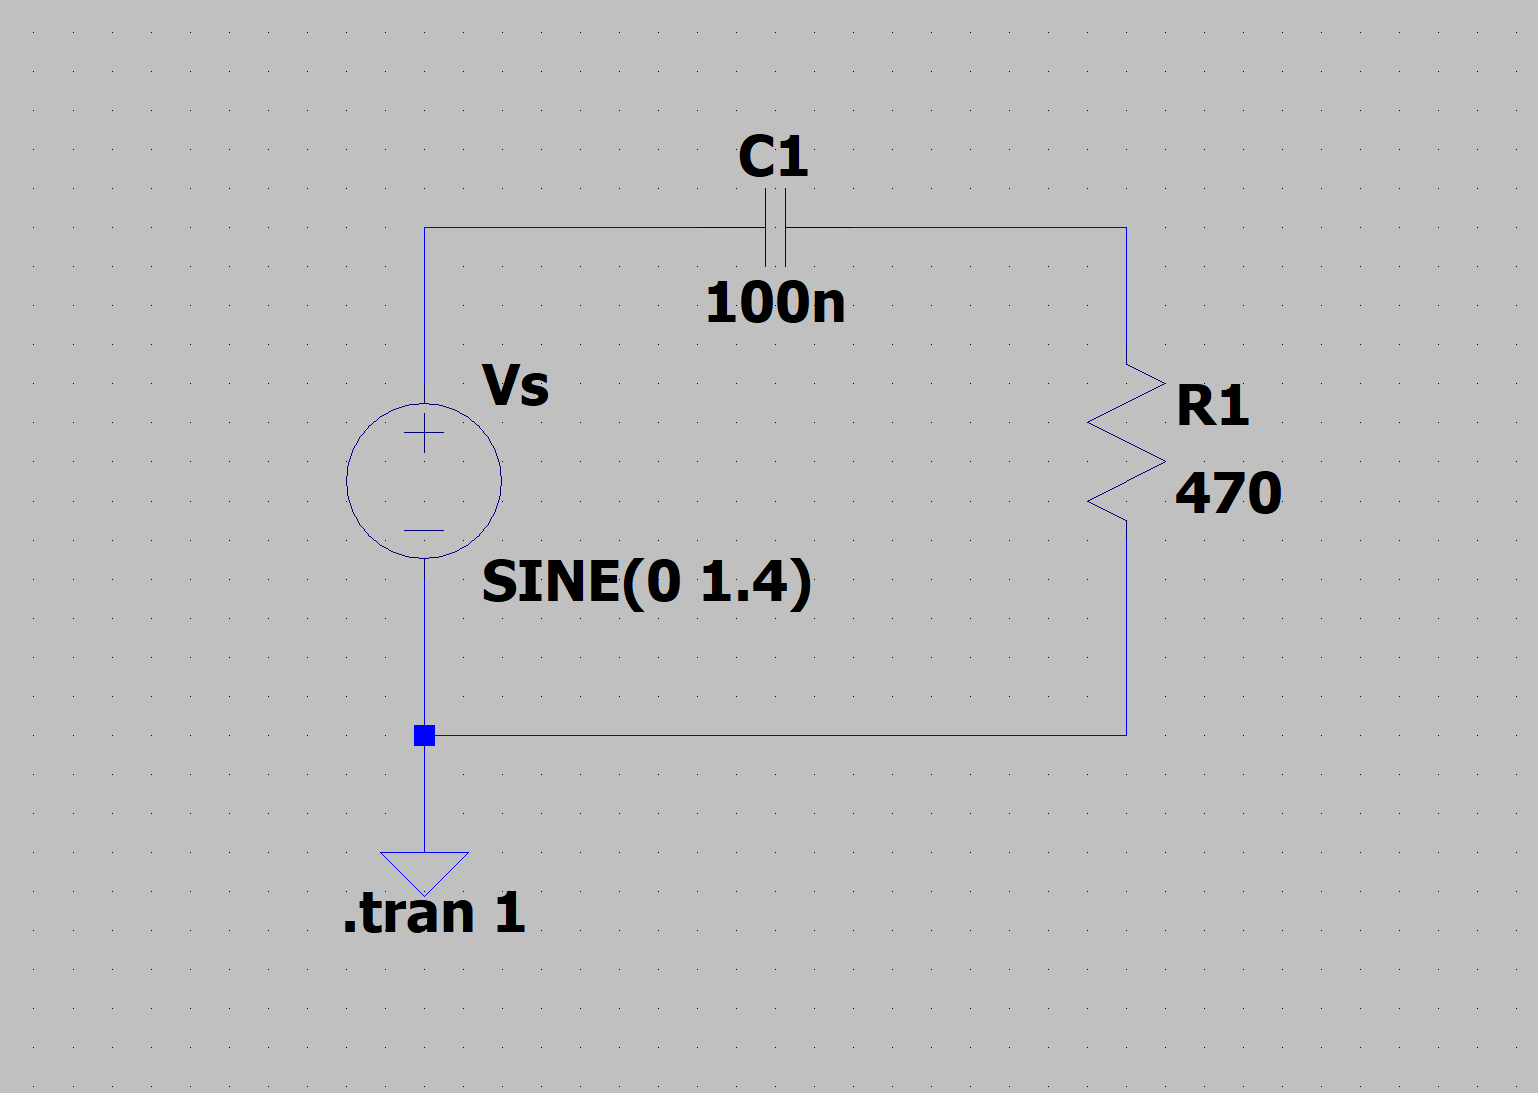 C1
100n
Vs
R1
470
SINE(0 1.4)
.tran 1